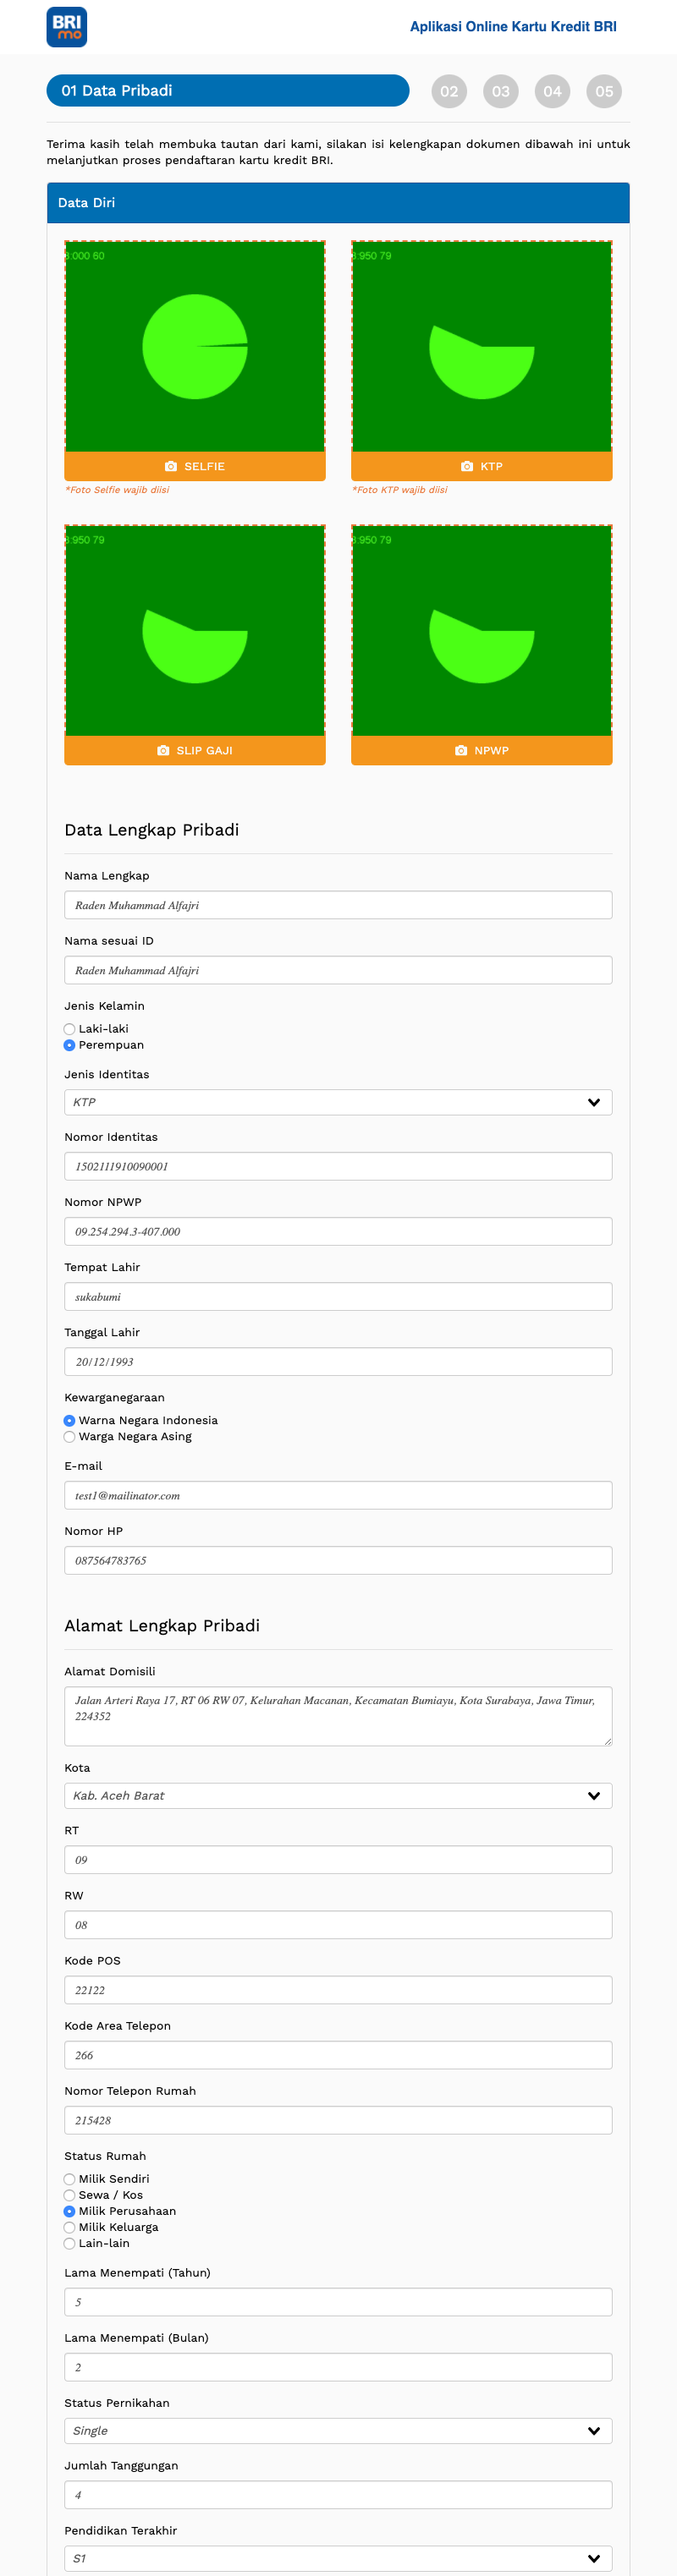 BRI
mo
Aplikasi Online Kartu Kredit BRI
01 Data Pribadi
02
03
04
05
Terima kasih telah membuka tautan dari kami, silakan isi kelengkapan dokumen dibawah ini untuk
melanjutkan proses pendaftaran kartu kredit BRI.
Data Diri
:000 60
:950 79
SELFIE
KTP
*Foto Selfie wajib diisi
*Foto KTP wajib diisi
:950 79
:950 79
SLIP GAJI
NPWP
Data Lengkap Pribadi
Nama Lengkap
Raden Muhammad Alfajri
Nama sesuai ID
Raden Muhammad Alfajri
Jenis Kelamin
Laki-laki
Perempuan
Jenis Identitas
KTP
Nomor Identitas
1502111910090001
Nomor NPWP
09.254.294.3-407.000
Tempat Lahir
sukabumi
Tanggal Lahir
20/12/1993
Kewarganegaraan
Warna Negara Indonesia
Warga Negara Asing
E-mail
test1@mailinator.com
Nomor HP
087564783765
Alamat Lengkap Pribadi
Alamat Domisili
Jalan Arteri Raya 17, RT 06 RW 07, Kelurahan Macanan, Kecamatan Bumiayu, Kota Surabaya, Jawa Timur,
224352
Kota
Kab. Aceh Barat
RT
09
RW
08
Kode POS
22122
Kode Area Telepon
266
Nomor Telepon Rumah
215428
Status Rumah
Milik Sendiri
Sewa / Kos
Milik Perusahaan
Milik Keluarga
Lain-lain
Lama Menempati (Tahun)
5
Lama Menempati (Bulan)
2
Status Pernikahan
Single
Jumlah Tanggungan
4
Pendidikan Terakhir
S1